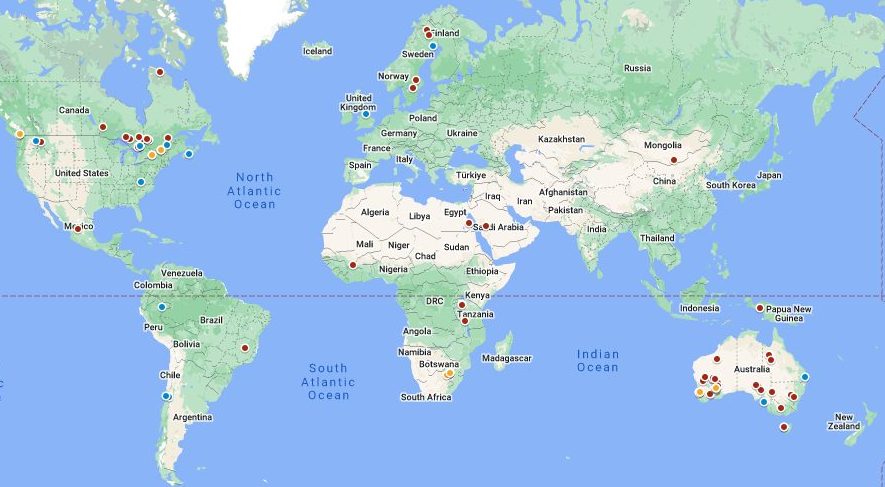 Iceland
Finland
Sweden
Russia
Norway
Canada
United
Kingdom
Poland
Germany
Ukraine
Kazakhstan
Mongolia
France
Italy
United States
Spain
Türkiye
Japan
South Korea
China
North
Atlantic
Ocean
Afghanistan
Iraq
Iran
Pakistan
Algeria
Libya
Egypt
Mexico
Saudi Arabia
India
Mali
Niger
Sudan
Thailand
Chad
Venezuela
Nigeria
Ethiopia
Colombia
DRC
Kenya
Indonesia
Papua New
Guinea
Tanzania
Brazil
Peru
Angola
Bolivia
Namibia
Madagascar
Indian
Ocean
Botswana
Australia
South
Atlantic
Ocean
Chile
South Africa
Argentina
New
Zealand
c